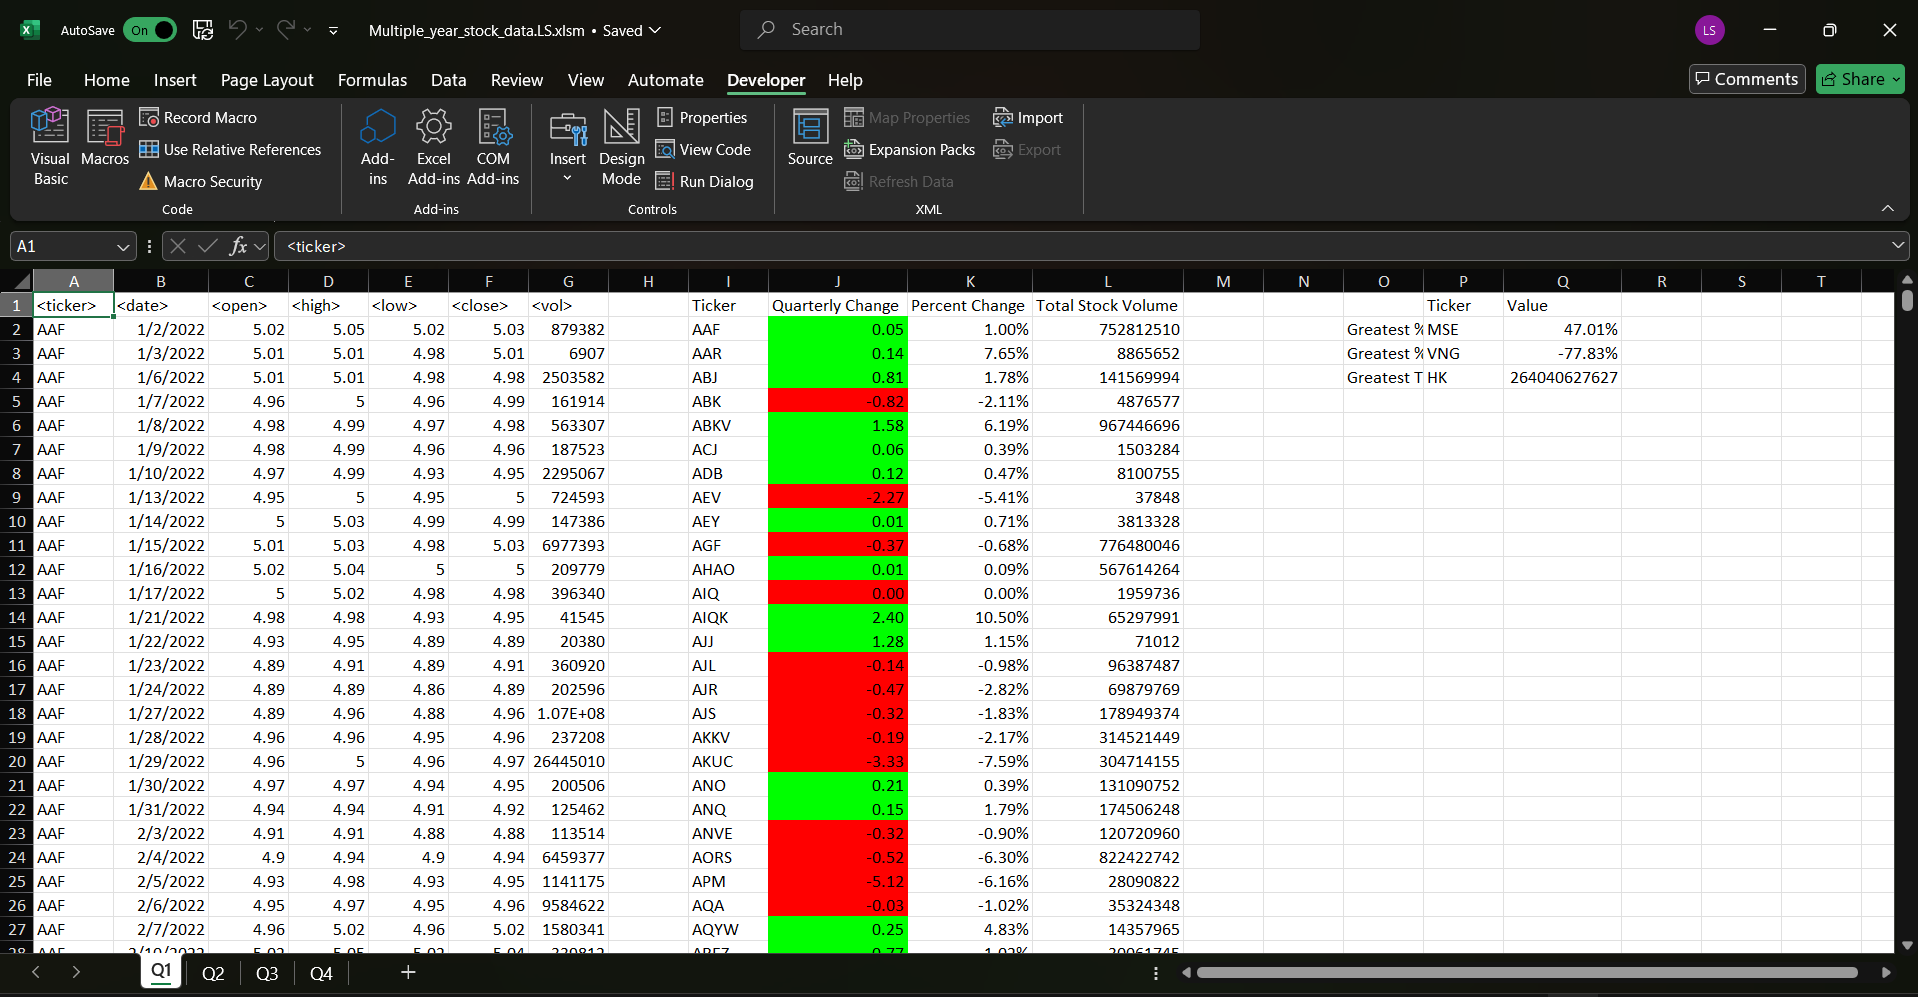 AutoSave On Multiple_year_stock_data.LS.xlsm • Saved Search LS
File Home Insert Page Layout Formulas Data Review View Automate Developer Help Comments Share
Visual Basic Macros Record Macro Use Relative References Macro Security Code
Add-ins Excel Add-ins COM Add-ins Add-ins
Insert Design Mode Properties View Code Run Dialog Controls
Source Map Properties Expansion Packs Refresh Data Import Export XML
A1 fx <ticker>
A B C D E F G H I J K L M N O P Q R S T
1 <ticker> <date> <open> <high> <low> <close> <vol> Ticker Quarterly Change Percent Change Total Stock Volume Ticker Value
2 AAF 1/2/2022 5.02 5.05 5.02 5.03 879382 AAF 0.05 1.00% 752812510 Greatest % MSE 47.01%
3 AAF 1/3/2022 5.01 5.01 4.98 5.01 6907 AAR 0.14 7.65% 8865652 Greatest % VNG -77.83%
4 AAF 1/6/2022 5.01 5.01 4.98 4.98 2503582 ABJ 0.81 1.78% 141569994 Greatest T HK 264040627627
5 AAF 1/7/2022 4.96 5 4.96 4.99 161914 ABK -0.82 -2.11% 4876577
6 AAF 1/8/2022 4.98 4.99 4.97 4.98 563307 ABKV 1.58 6.19% 967446696
7 AAF 1/9/2022 4.98 4.99 4.96 4.96 187523 ACJ 0.06 0.39% 1503284
8 AAF 1/10/2022 4.97 4.99 4.93 4.95 2295067 ADB 0.12 0.47% 8100755
9 AAF 1/13/2022 4.95 5 4.95 5 724593 AEV -2.27 -5.41% 37848
10 AAF 1/14/2022 5 5.03 4.99 4.99 147386 AEY 0.01 0.71% 3813328
11 AAF 1/15/2022 5.01 5.03 4.98 5.03 6977393 AGF -0.37 -0.68% 776480046
12 AAF 1/16/2022 5.02 5.04 5 5 209779 AHAO 0.01 0.09% 567614264
13 AAF 1/17/2022 5 5.02 4.98 4.98 396340 AIQ 0.00 0.00% 1959736
14 AAF 1/21/2022 4.98 4.98 4.93 4.95 41545 AIQK 2.40 10.50% 65297991
15 AAF 1/22/2022 4.93 4.95 4.89 4.89 20380 AJJ 1.28 1.15% 71012
16 AAF 1/23/2022 4.89 4.91 4.89 4.91 360920 AJL -0.14 -0.98% 96387487
17 AAF 1/24/2022 4.89 4.89 4.86 4.89 202596 AJR -0.47 -2.82% 69879769
18 AAF 1/27/2022 4.89 4.96 4.88 4.96 1.07E+08 AJS -0.32 -1.83% 178949374
19 AAF 1/28/2022 4.96 4.96 4.95 4.96 237208 AKKV -0.19 -2.17% 314521449
20 AAF 1/29/2022 4.96 5 4.96 4.97 26445010 AKUC -3.33 -7.59% 304714155
21 AAF 1/30/2022 4.97 4.97 4.94 4.95 200506 ANO 0.21 0.39% 131090752
22 AAF 1/31/2022 4.94 4.94 4.91 4.92 125462 ANQ 0.15 1.79% 174506248
23 AAF 2/3/2022 4.91 4.91 4.88 4.88 113514 ANVE -0.32 -0.90% 120720960
24 AAF 2/4/2022 4.9 4.94 4.9 4.94 6459377 AORS -0.52 -6.30% 822422742
25 AAF 2/5/2022 4.93 4.98 4.93 4.95 1141175 APM -5.12 -6.16% 28090822
26 AAF 2/6/2022 4.95 4.97 4.95 4.96 9584622 AQA -0.03 -1.02% 35324348
27 AAF 2/7/2022 4.96 5.02 4.96 5.02 1580341 AQYW 0.25 4.83% 14357965
Q1 Q2 Q3 Q4